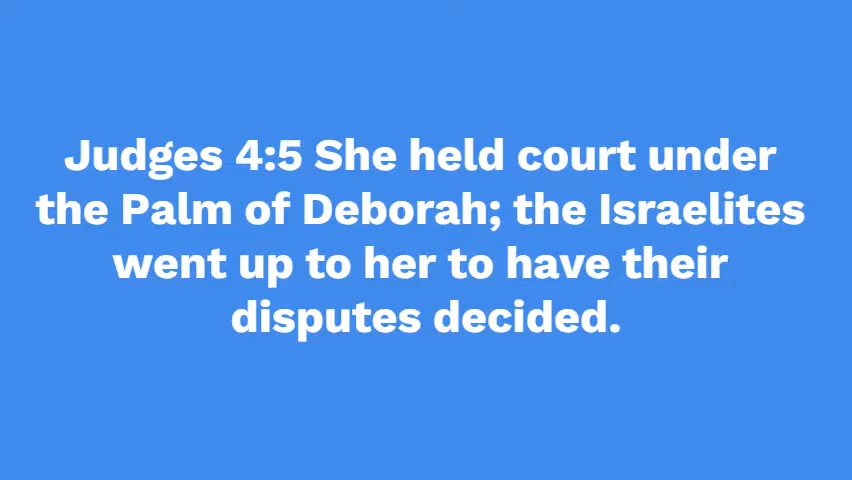 Judges 4:5 She held court under
the Palm of Deborah; the Israelites
went up to her to have their
disputes decided.